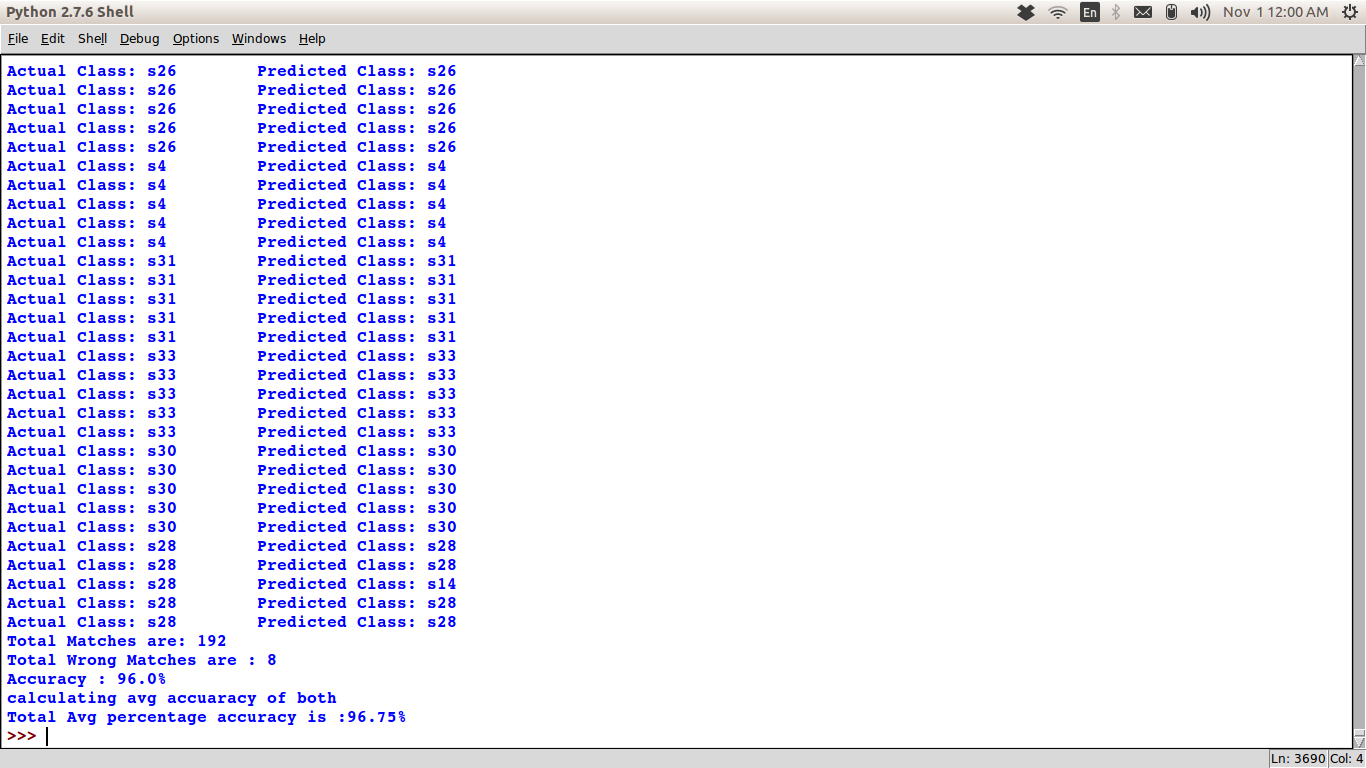 Python 2.7.6 Shell
En
Nov 1 12:00 AM
File Edit Shell Debug Options Windows Help
Actual Class: s26 Predicted Class: s26
Actual Class: s26 Predicted Class: s26
Actual Class: s26 Predicted Class: s26
Actual Class: s26 Predicted Class: s26
Actual Class: s26 Predicted Class: s26
Actual Class: s4 Predicted Class: s4
Actual Class: s4 Predicted Class: s4
Actual Class: s4 Predicted Class: s4
Actual Class: s4 Predicted Class: s4
Actual Class: s4 Predicted Class: s4
Actual Class: s31 Predicted Class: s31
Actual Class: s31 Predicted Class: s31
Actual Class: s31 Predicted Class: s31
Actual Class: s31 Predicted Class: s31
Actual Class: s31 Predicted Class: s31
Actual Class: s33 Predicted Class: s33
Actual Class: s33 Predicted Class: s33
Actual Class: s33 Predicted Class: s33
Actual Class: s33 Predicted Class: s33
Actual Class: s33 Predicted Class: s33
Actual Class: s30 Predicted Class: s30
Actual Class: s30 Predicted Class: s30
Actual Class: s30 Predicted Class: s30
Actual Class: s30 Predicted Class: s30
Actual Class: s30 Predicted Class: s30
Actual Class: s28 Predicted Class: s28
Actual Class: s28 Predicted Class: s28
Actual Class: s28 Predicted Class: s14
Actual Class: s28 Predicted Class: s28
Actual Class: s28 Predicted Class: s28
Total Matches are: 192
Total Wrong Matches are : 8
Accuracy : 96.0%
calculating avg accuaracy of both
Total Avg percentage accuracy is :96.75%
>>>
Ln: 3690 Col: 4